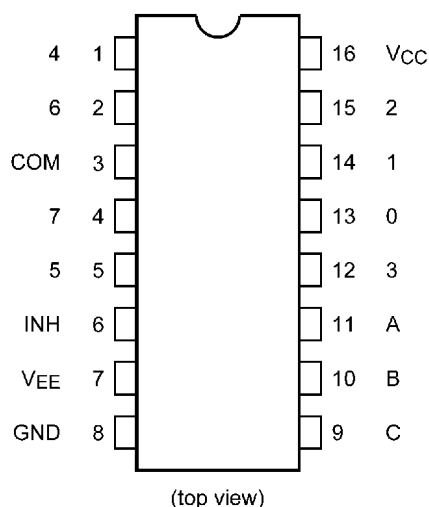 4 1 16 VCC
6 2 15 2
COM 3 14 1
7 4 13 0
5 5 12 3
INH 6 11 A
VEE 7 10 B
GND 8 9 C
(top view)